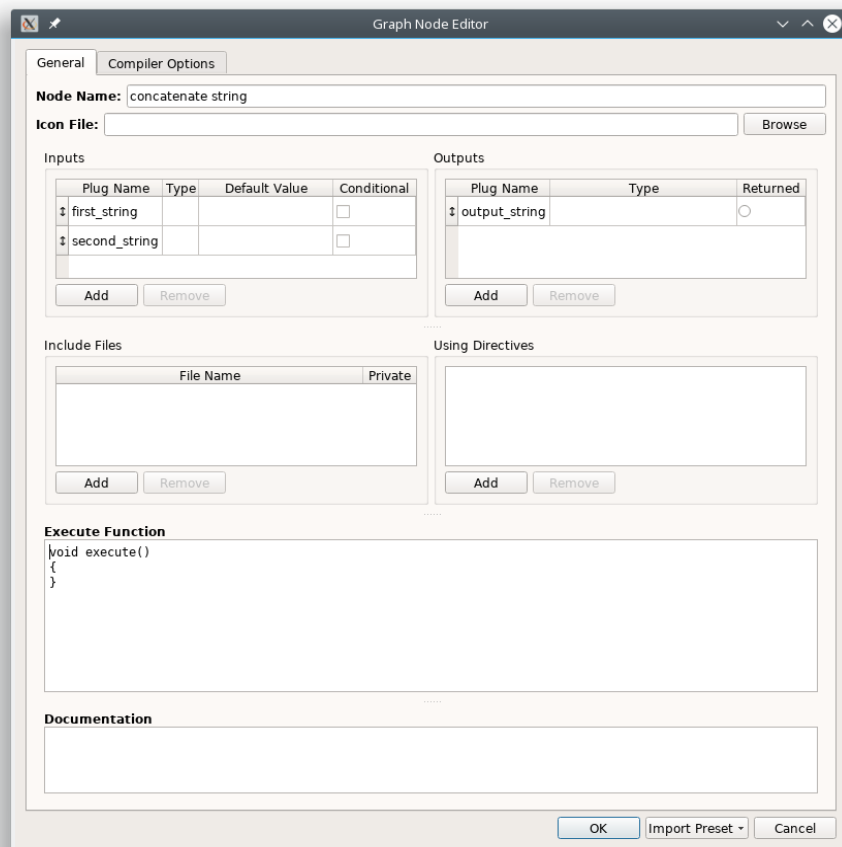 Graph Node Editor
General Compiler Options
Node Name: concatenate string
Icon File: Browse
Inputs
Plug Name Type Default Value Conditional
first_string
second_string
Add Remove
Outputs
Plug Name Type Returned
output_string
Add Remove
Include Files
File Name Private
Add Remove
Using Directives
Add Remove
Execute Function
void execute()
{
}
Documentation
OK Import Preset Cancel